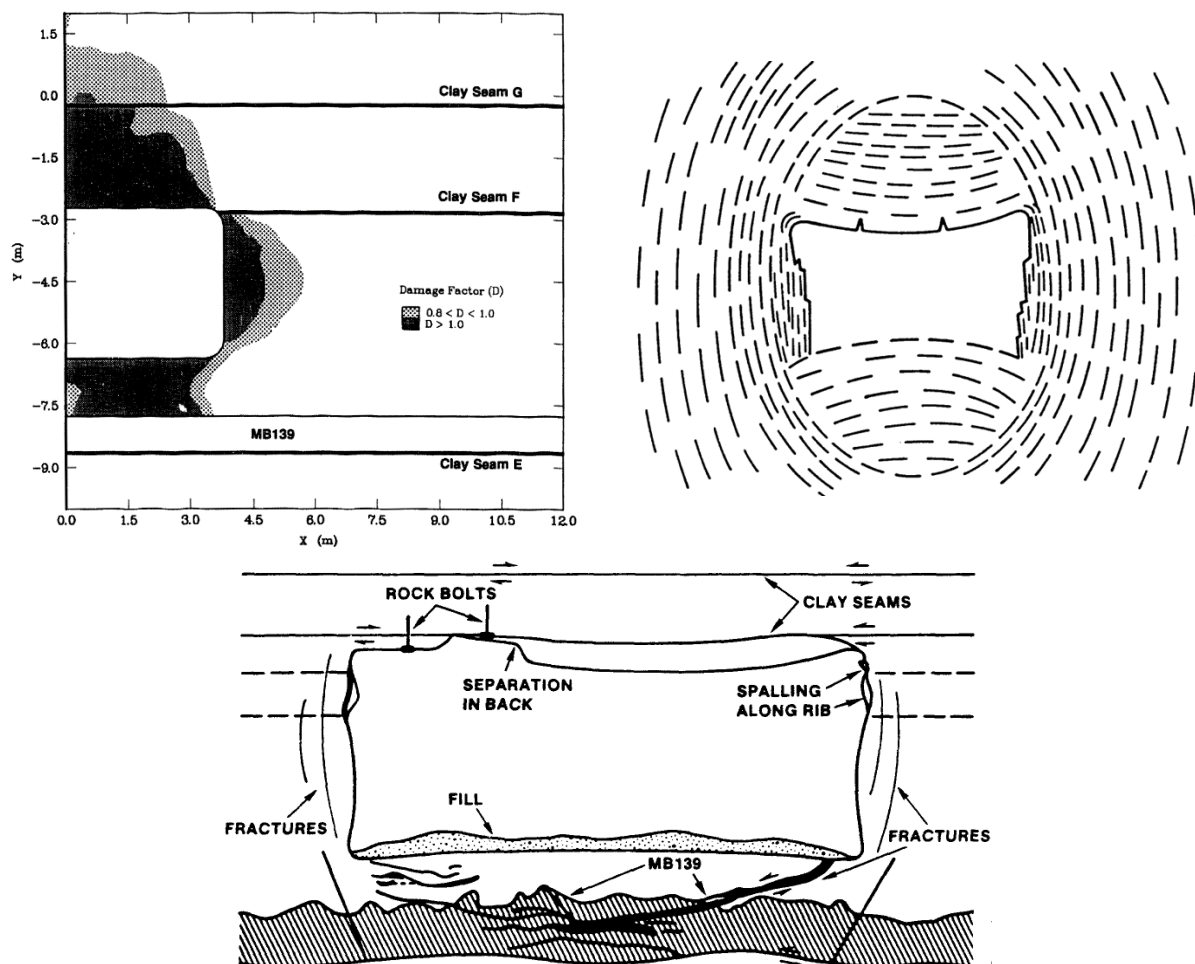 1.5
0.0
−1.5
−3.0
−4.5
−6.0
−7.5
−9.0
Y (m)
Clay Seam G
Clay Seam F
Damage Factor (D)
0.8 < D < 1.0
D > 1.0
MB139
Clay Seam E
0.0 1.5 3.0 4.5 6.0 7.5 9.0 10.5 12.0
X (m)
ROCK BOLTS
CLAY SEAMS
SEPARATION
IN BACK
SPALLING
ALONG RIB
FILL
FRACTURES
FRACTURES
MB139